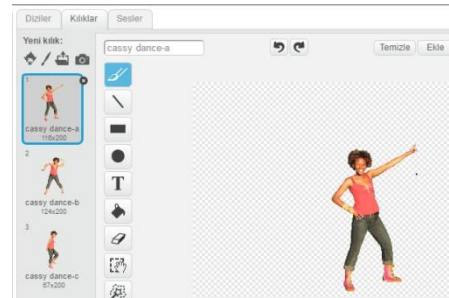 Diziler Kılıklar Sesler
Yeni kılık:
cassy dance-a
Temizle Ekle
1
cassy dance-a
116x200
2
cassy dance-b
124x200
3
cassy dance-c
67x200
T